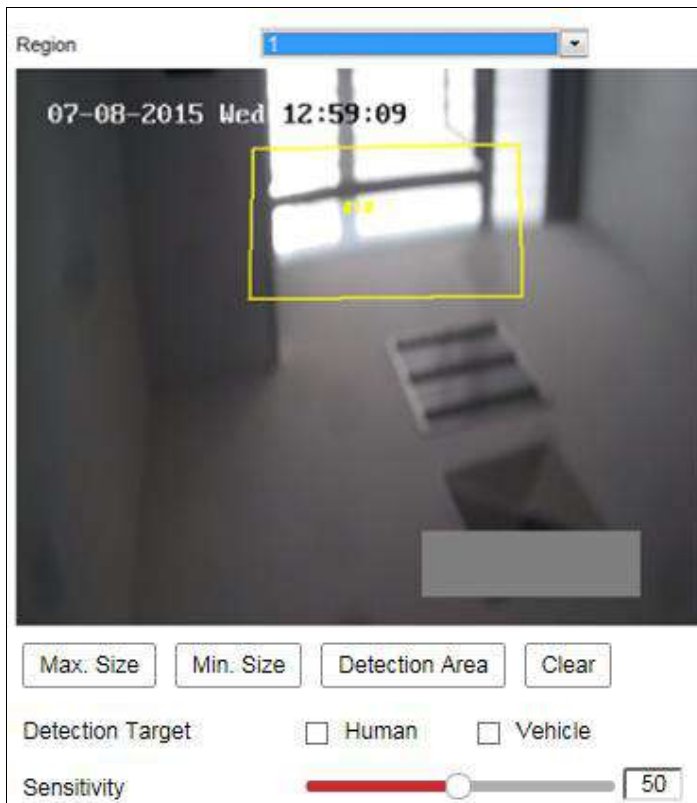 Region 1
07-08-2015 Wed 12:59:09
#1#
Max. Size Min. Size Detection Area Clear
Detection Target Human Vehicle
Sensitivity 50